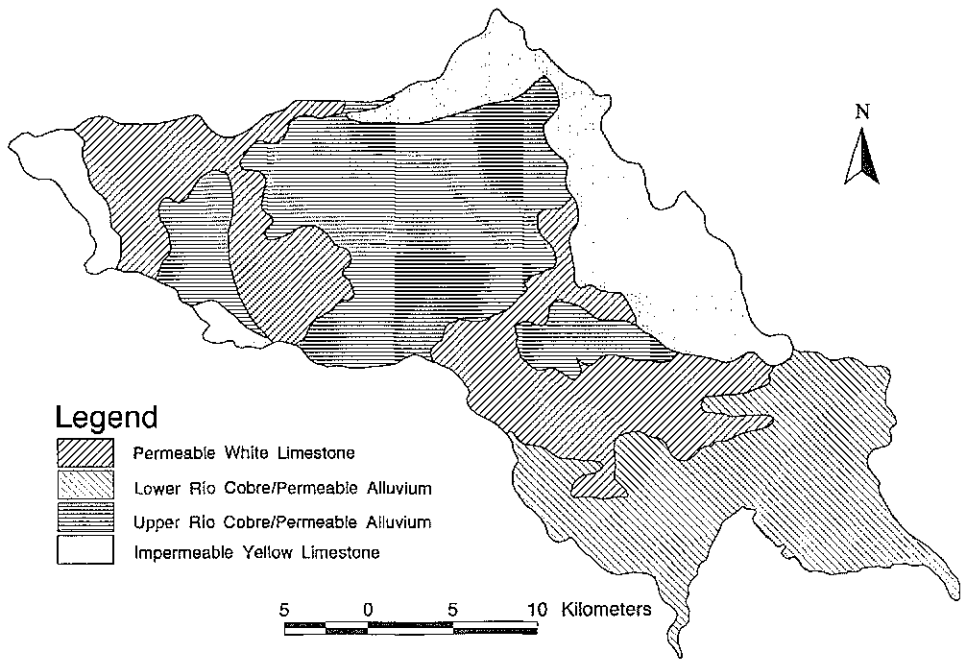 N
Legend
Permeable White Limestone
Lower Rio Cobre/Permeable Alluvium
Upper Rio Cobre/Permeable Alluvium
Impermeable Yellow Limestone
5 0 5 10 Kilometers